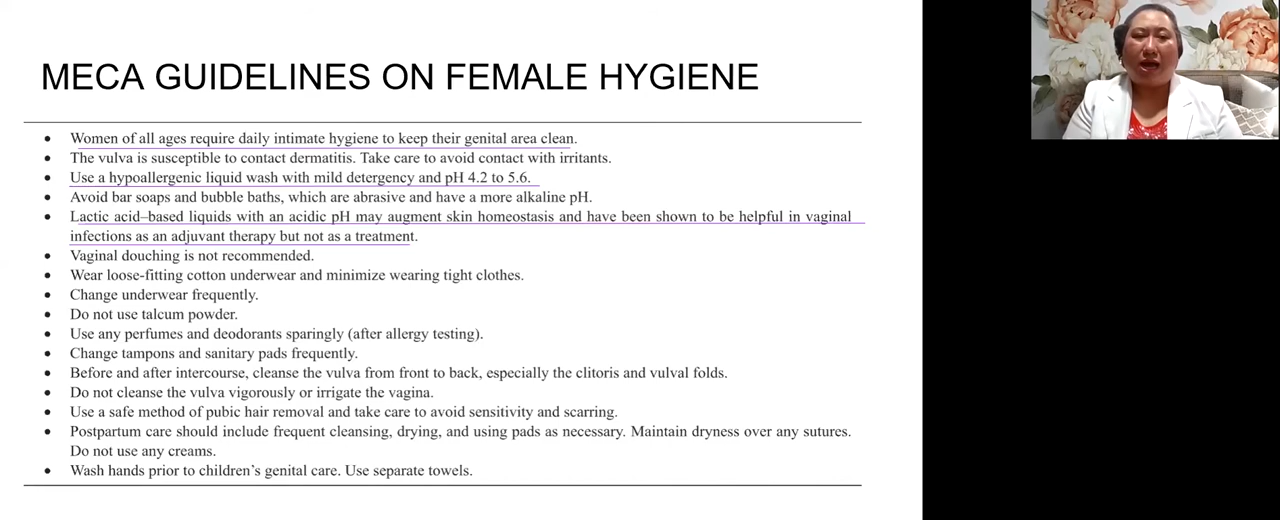 MECA GUIDELINES ON FEMALE HYGIENE
• Women of all ages require daily intimate hygiene to keep their genital area clean.
• The vulva is susceptible to contact dermatitis. Take care to avoid contact with irritants.
• Use a hypoallergenic liquid wash with mild detergency and pH 4.2 to 5.6.
• Avoid bar soaps and bubble baths, which are abrasive and have a more alkaline pH.
• Lactic acid–based liquids with an acidic pH may augment skin homeostasis and have been shown to be helpful in vaginal
infections as an adjuvant therapy but not as a treatment.
• Vaginal douching is not recommended.
• Wear loose-fitting cotton underwear and minimize wearing tight clothes.
• Change underwear frequently.
• Do not use talcum powder.
• Use any perfumes and deodorants sparingly (after allergy testing).
• Change tampons and sanitary pads frequently.
• Before and after intercourse, cleanse the vulva from front to back, especially the clitoris and vulval folds.
• Do not cleanse the vulva vigorously or irrigate the vagina.
• Use a safe method of pubic hair removal and take care to avoid sensitivity and scarring.
• Postpartum care should include frequent cleansing, drying, and using pads as necessary. Maintain dryness over any sutures.
Do not use any creams.
• Wash hands prior to children’s genital care. Use separate towels.